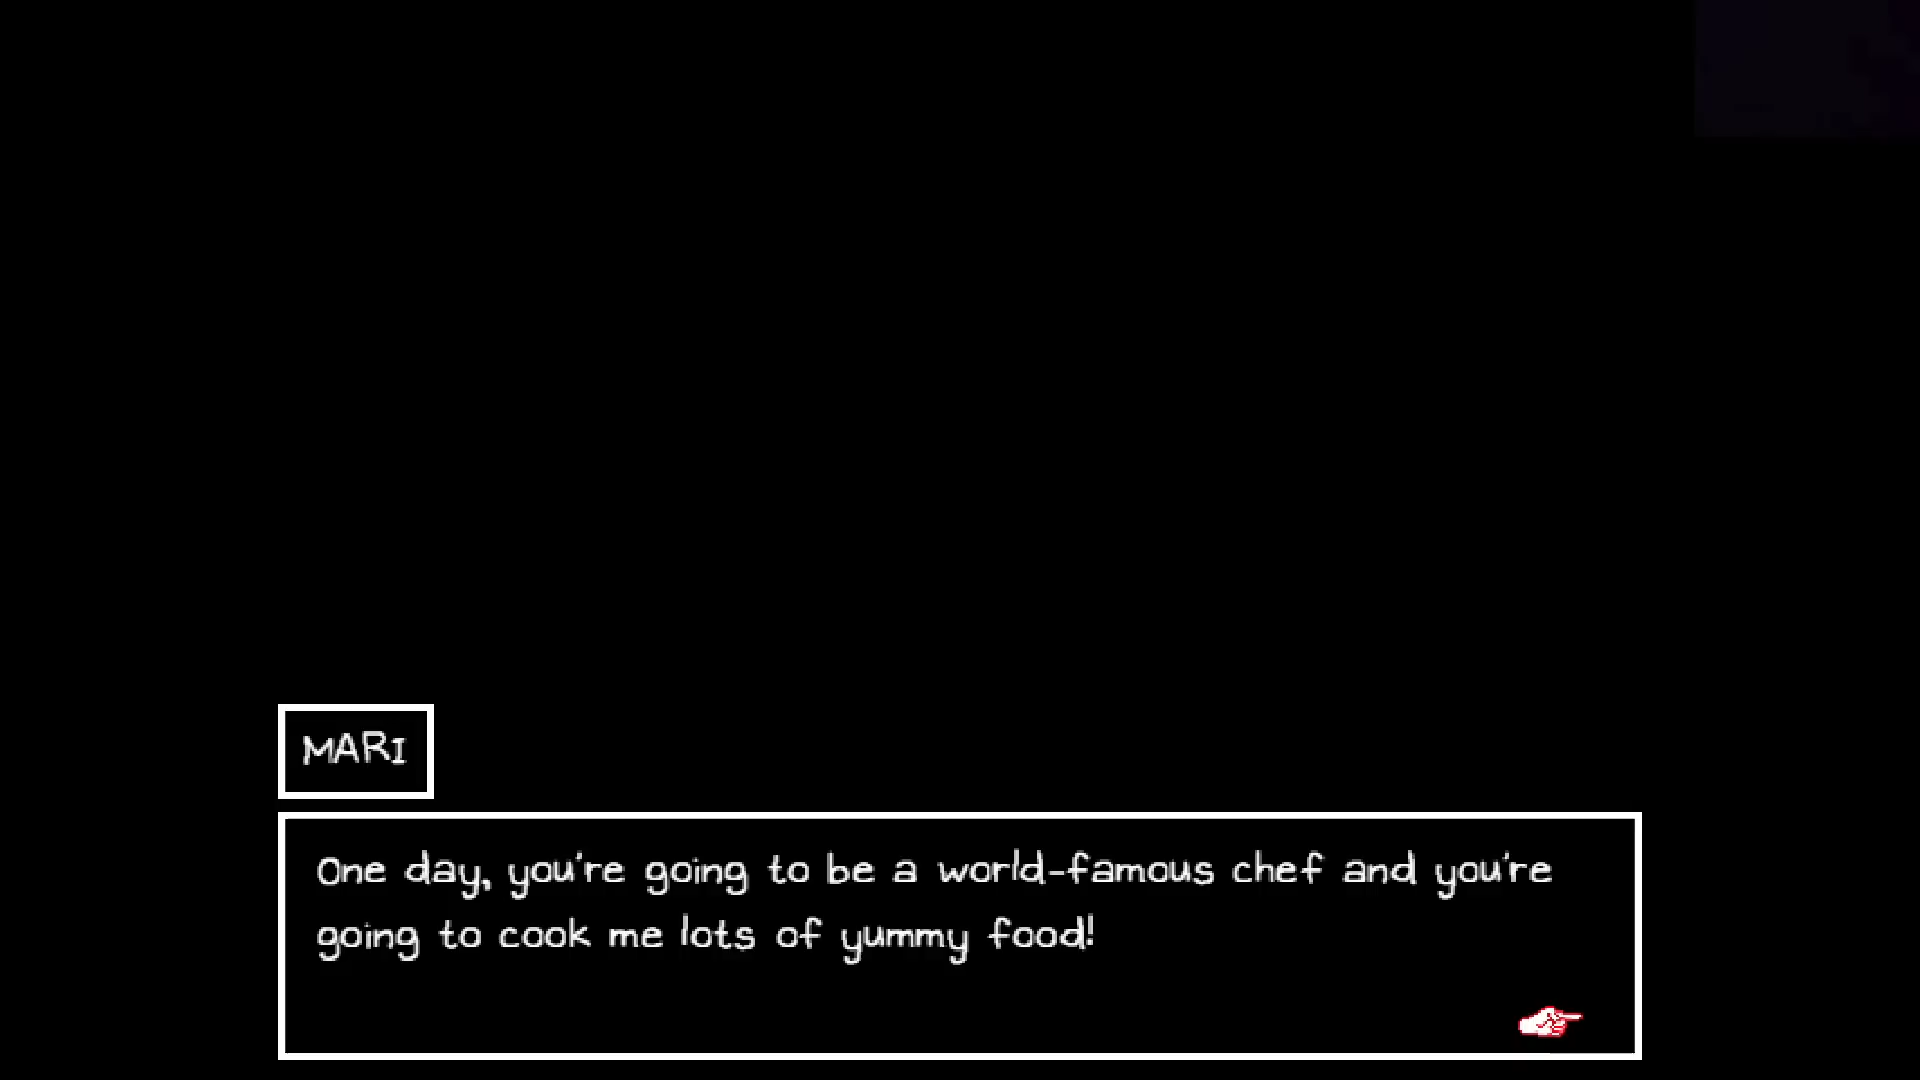 MARI
One day, you're going to be a world-famous chef and you're
going to cook me lots of yummy food!